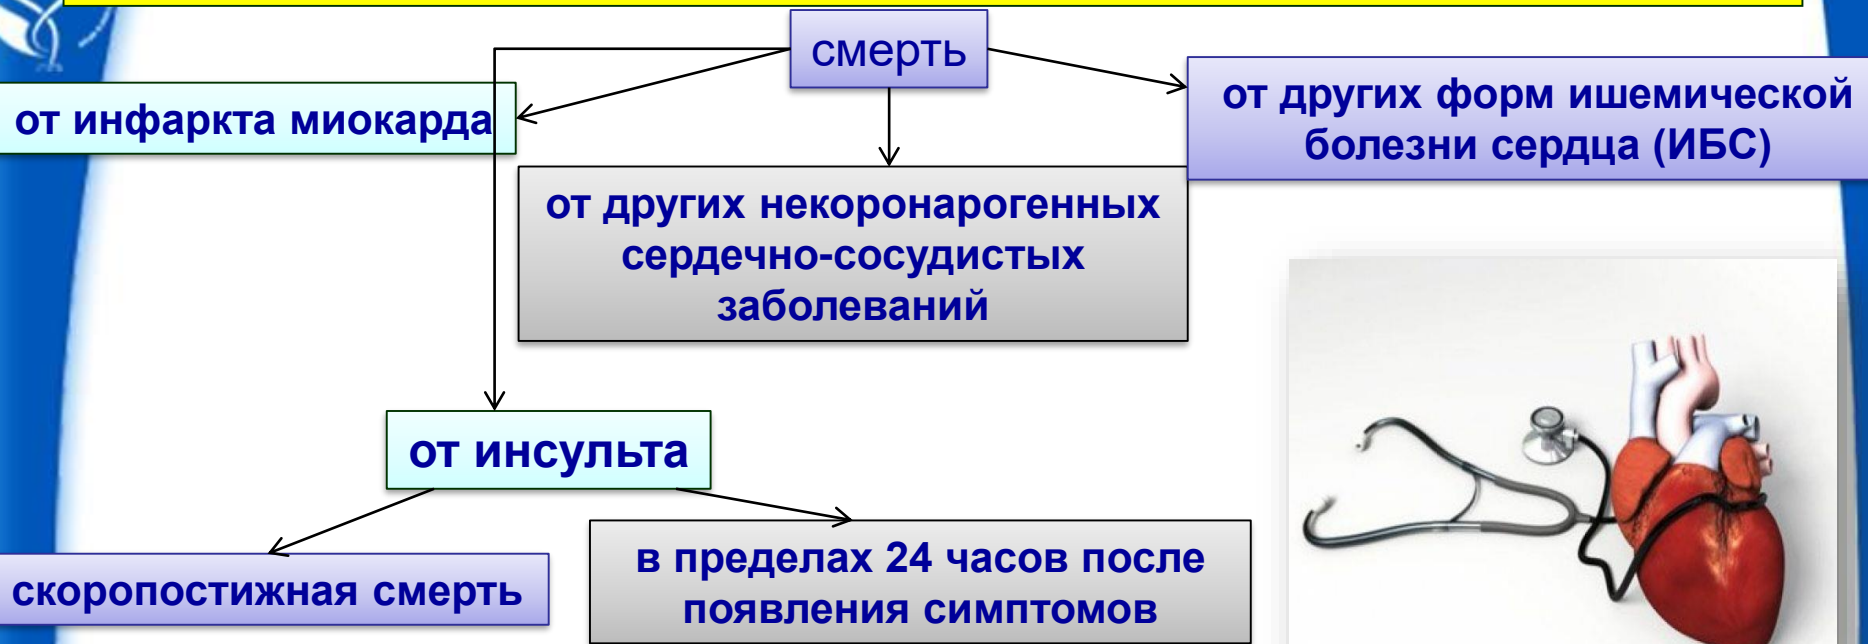 смерть
от инфаркта миокарда
от других форм ишемической
болезни сердца (ИБС)
от других некоронарогенных
сердечно-сосудистых
заболеваний
от инсульта
скоропостижная смерть
в пределах 24 часов после
появления симптомов